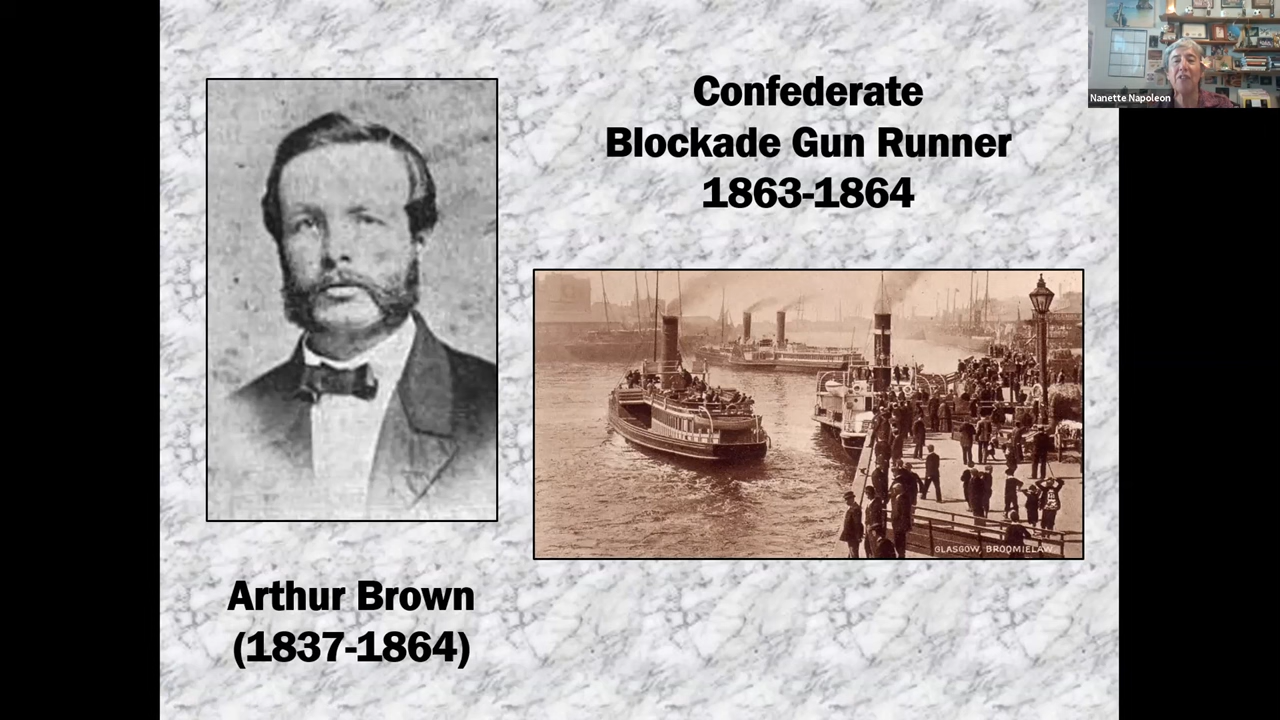 Confederate
Blockade Gun Runner
1863-1864
Nanette Napoleon
GLASGOW, BROOMIELAW
Arthur Brown
(1837-1864)